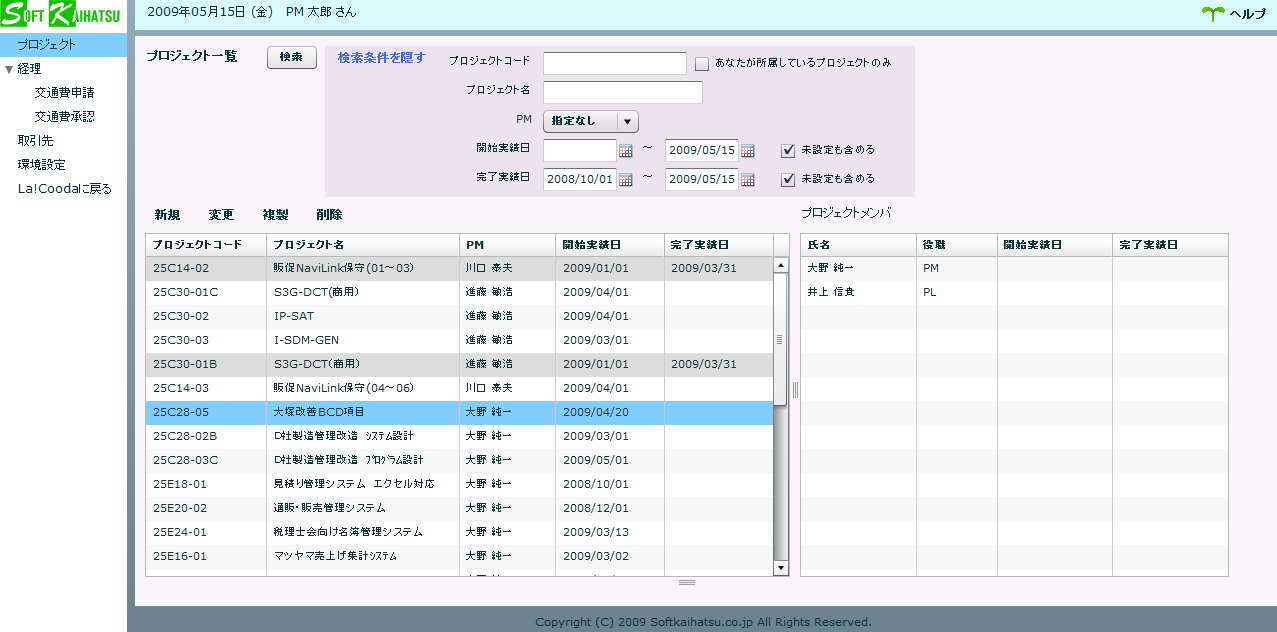 SOFT KAIHATSU
2009年05月15日 (金) PM 太郎 さん
ヘルプ
プロジェクト
経理
交通費申請
交通費承認
取引先
環境設定
La!Coodaに戻る
プロジェクト一覧
検索
検索条件を隠す
プロジェクトコード
あなたが所属しているプロジェクトのみ
プロジェクト名
PM 指定なし
開始実績日 ～ 2009/05/15 未設定も含める
完了実績日 2008/10/01 ～ 2009/05/15 未設定も含める
新規 変更 複製 削除
プロジェクトコード プロジェクト名 PM 開始実績日 完了実績日
25C14-02 販促NaviLink保守(01～03) 川口 泰夫 2009/01/01 2009/03/31
25C30-01C S3G-DCT(商用) 進藤 敏浩 2009/04/01
25C30-02 IP-SAT 進藤 敏浩 2009/04/01
25C30-03 I-SDM-GEN 進藤 敏浩 2009/03/01
25C30-01B S3G-DCT(商用) 進藤 敏浩 2009/01/01 2009/03/31
25C14-03 販促NaviLink保守(04～06) 川口 泰夫 2009/04/01
25C28-05 大塚改善BCD項目 大野 純一 2009/04/20
25C28-02B D社製造管理改造 ｼｽﾃﾑ設計 大野 純一 2009/03/01
25C28-03C D社製造管理改造 ﾌﾟﾛｸﾞﾗﾑ設計 大野 純一 2009/05/01
25E18-01 見積り管理システム エクセル対応 大野 純一 2008/10/01
25E20-02 通販・販売管理システム 大野 純一 2008/12/01
25E24-01 税理士会向け名簿管理システム 大野 純一 2009/03/13
25E16-01 マツヤマ売上げ集計ｼｽﾃﾑ 大野 純一 2009/03/02
プロジェクトメンバ
氏名 役職 開始実績日 完了実績日
大野 純一 PM
井上 信食 PL
Copyright (C) 2009 Softkaihatsu.co.jp All Rights Reserved.